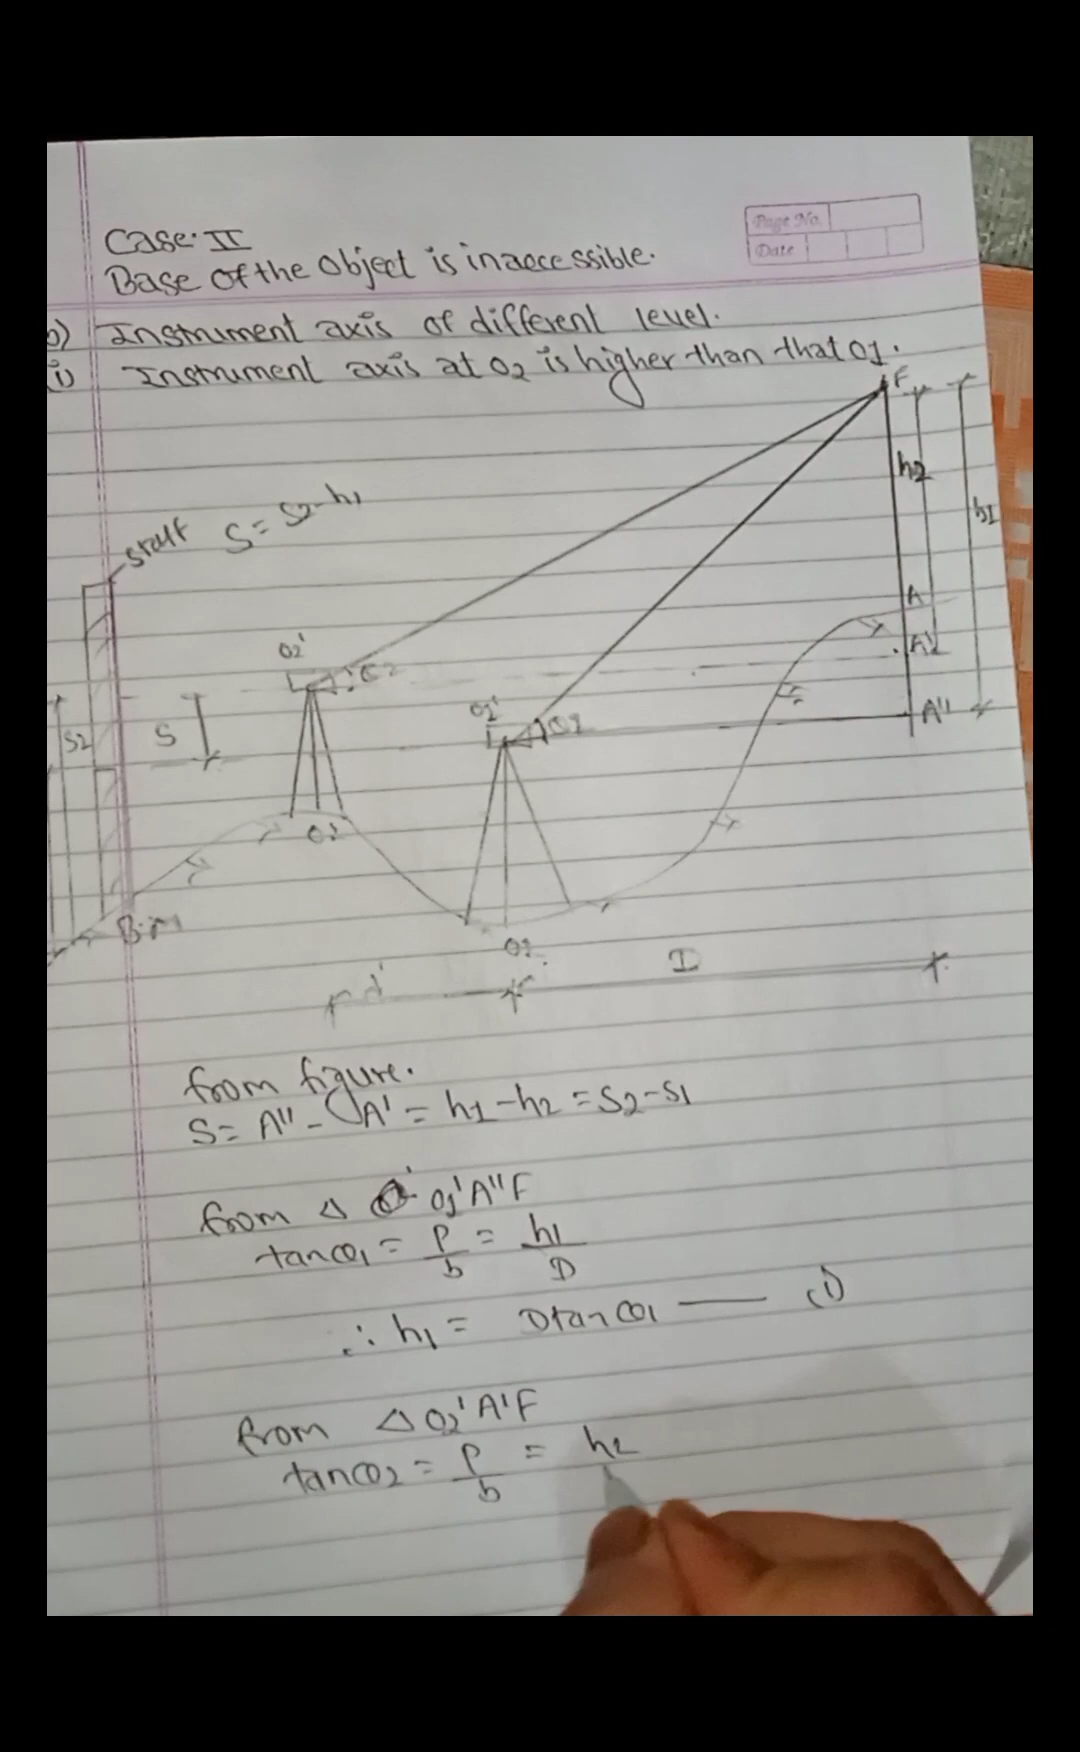 Page No.
Date
Case·II
Base of the object is inaccessible.
b) Instrument axis of different level.
i) Instrument axis at O2 is higher than that O1.
F
h2
h1
staff
S = S2-h1
A
O2'
A'
S2
S
O1'
A"
B.M
O1
d
D
from figure.
S = A" - A' = h1 - h2 = S2 - S1
from Δ O1'A"F
tanα1 = p/b = h1/D
∴ h1 = Dtanα1 —— (i)
from Δ O2'A'F
tanα2 = p/b = h2